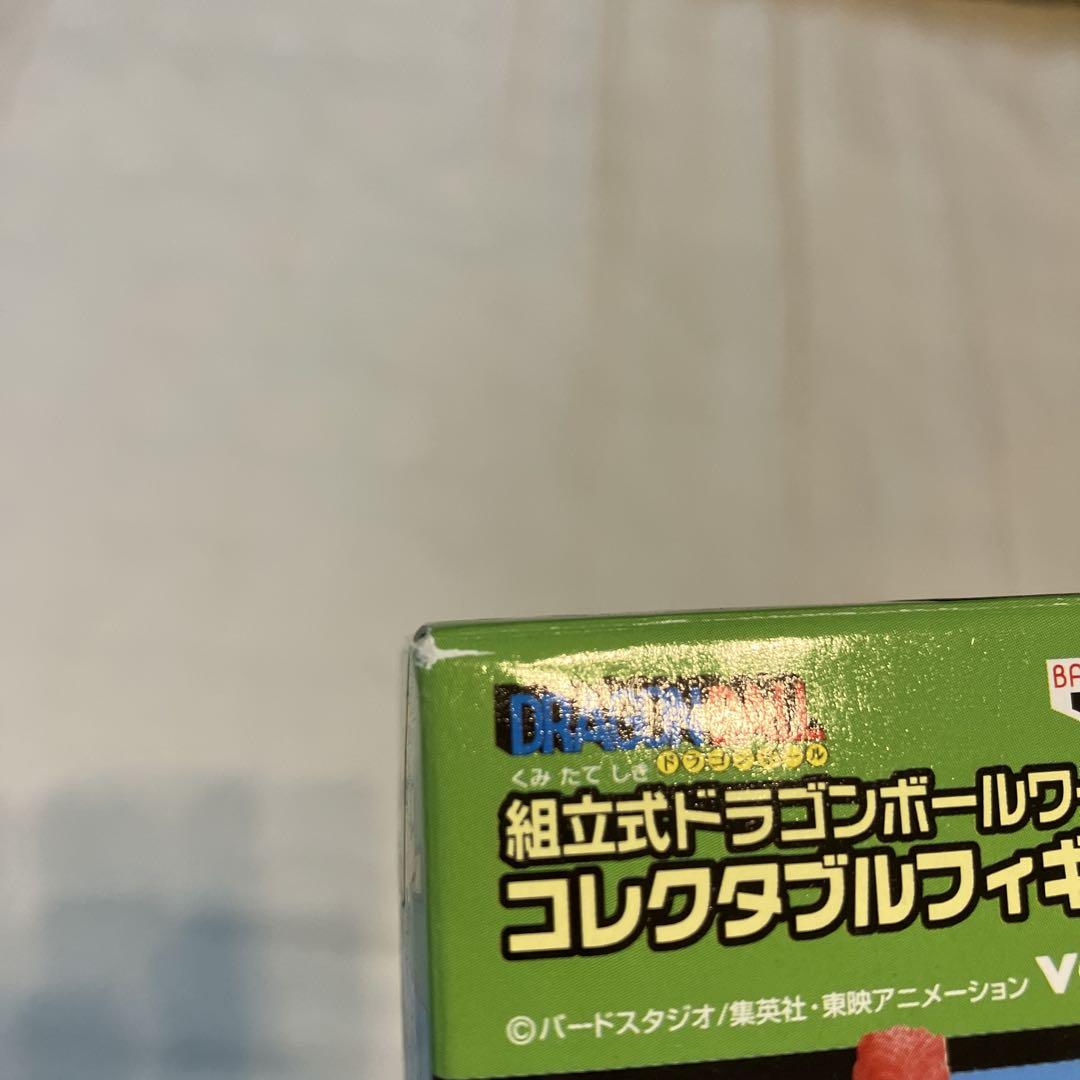 DRAGON BALL
ドラゴンボール
くみ たて しき
組立式ドラゴンボールワー
コレクタブルフィギ
©バードスタジオ/集英社・東映アニメーション
BA